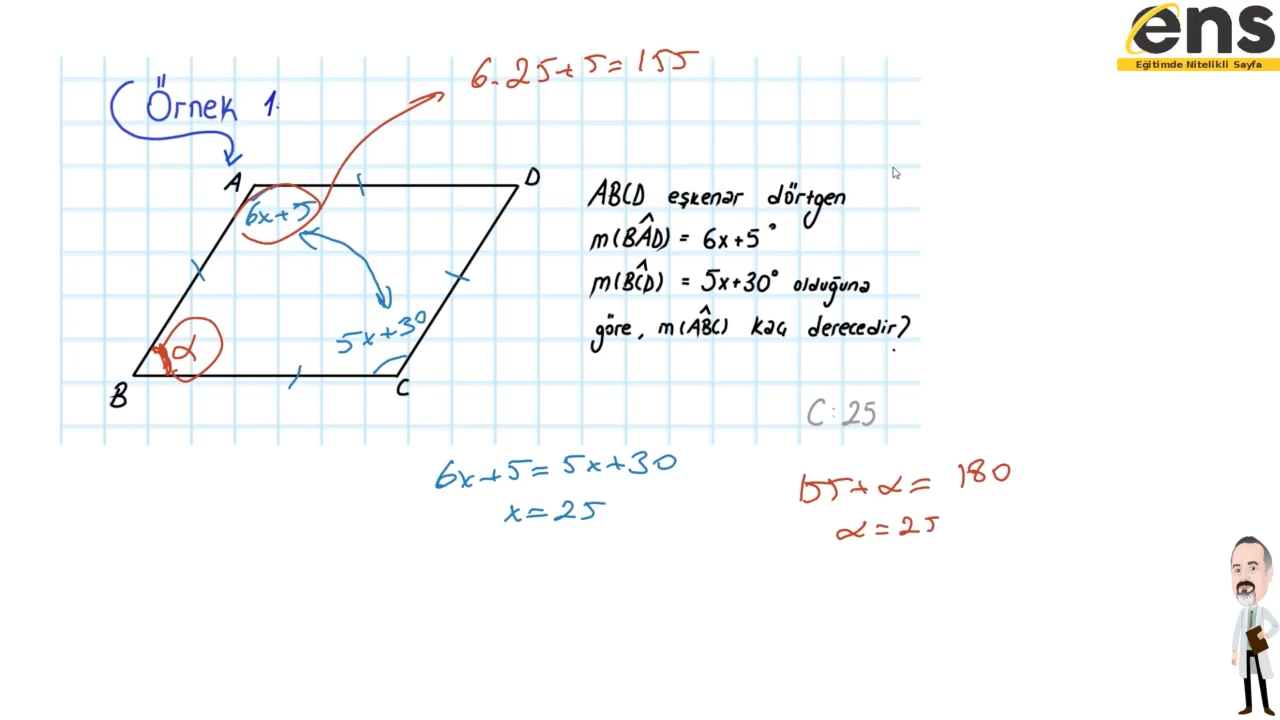 ens
Eğitimde Nitelikli Sayfa
6.25+5=155
Örnek 1.
A
D
6x+5
5x+30
α
B
C
ABCD eşkenar dörtgen
m(BÂD) = 6x+5°
m(BĈD) = 5x+30° olduğuna
göre, m(AB̂C) kaç derecedir?
C: 25
6x+5=5x+30
x=25
155+α=180
α=25